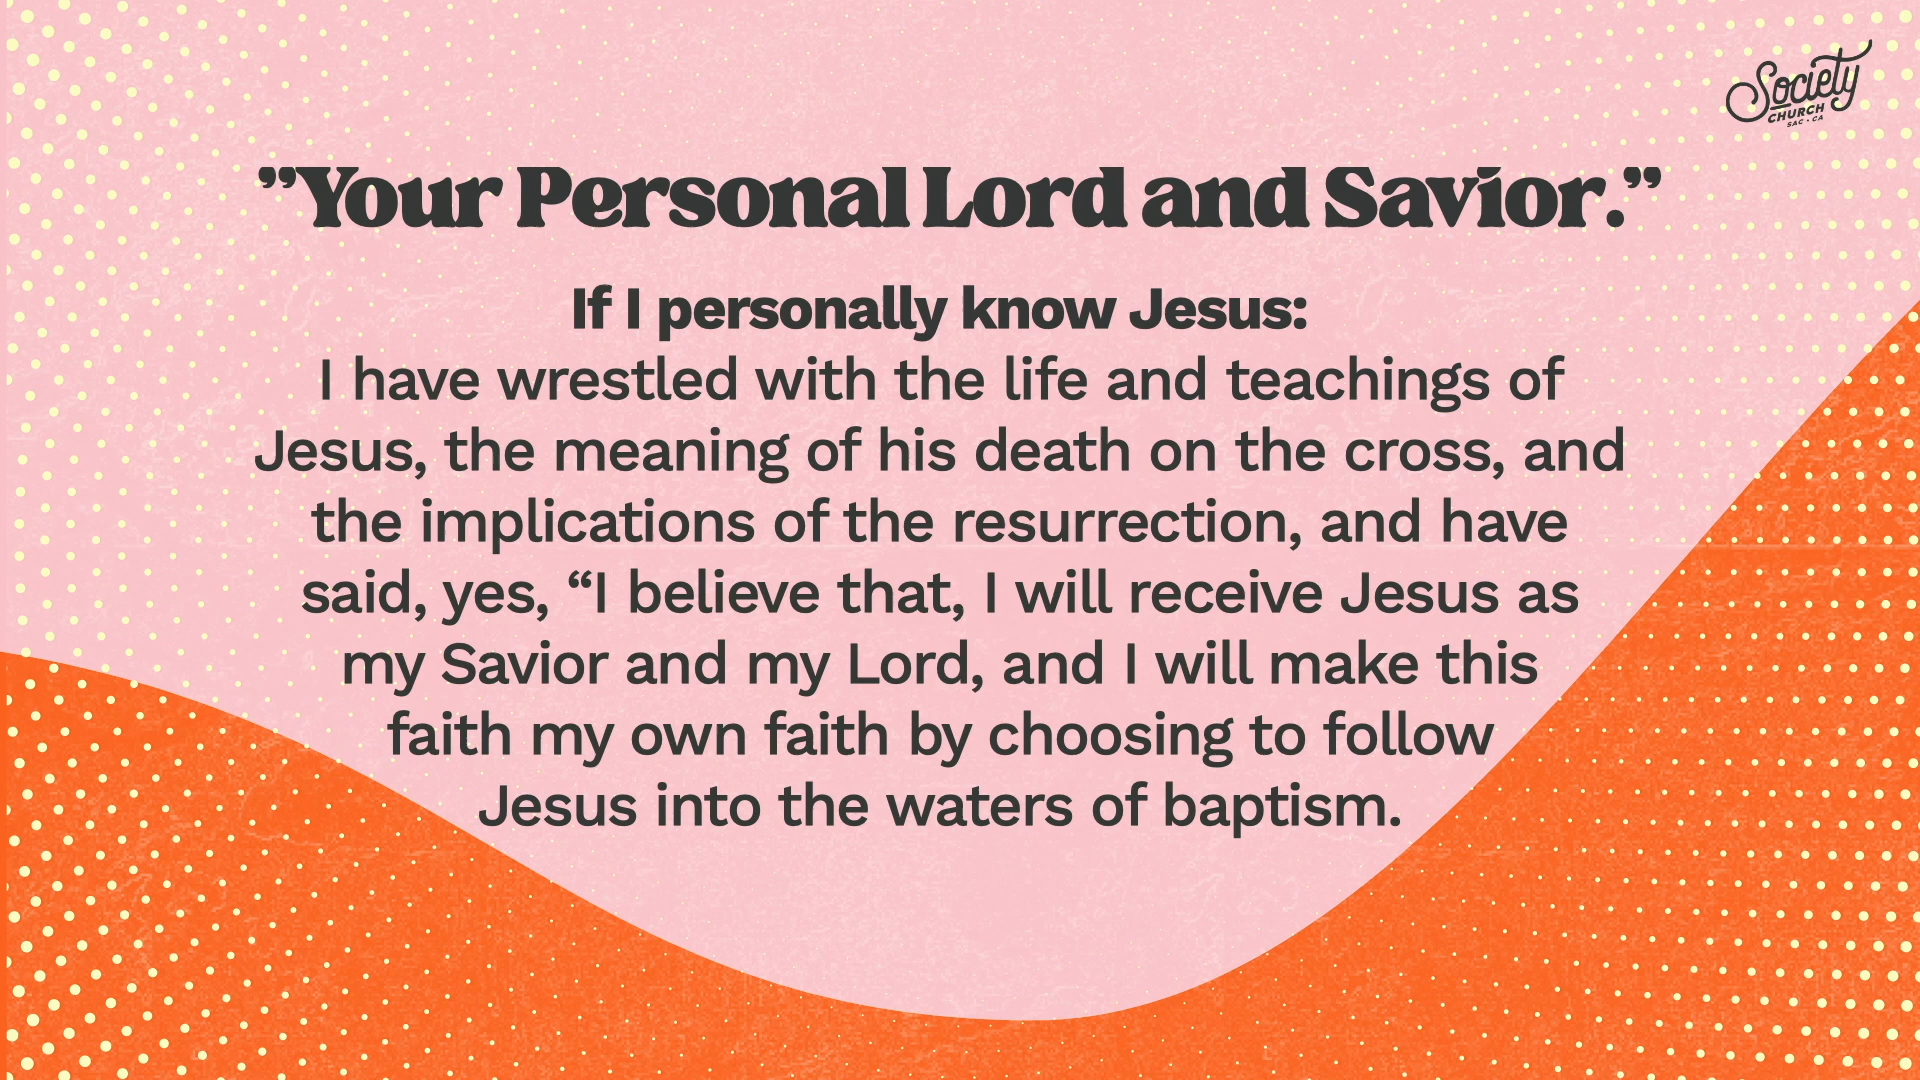 Society
CHURCH
SAC • CA
”Your Personal Lord and Savior.”
If I personally know Jesus:
I have wrestled with the life and teachings of
Jesus, the meaning of his death on the cross, and
the implications of the resurrection, and have
said, yes, “I believe that, I will receive Jesus as
my Savior and my Lord, and I will make this
faith my own faith by choosing to follow
Jesus into the waters of baptism.